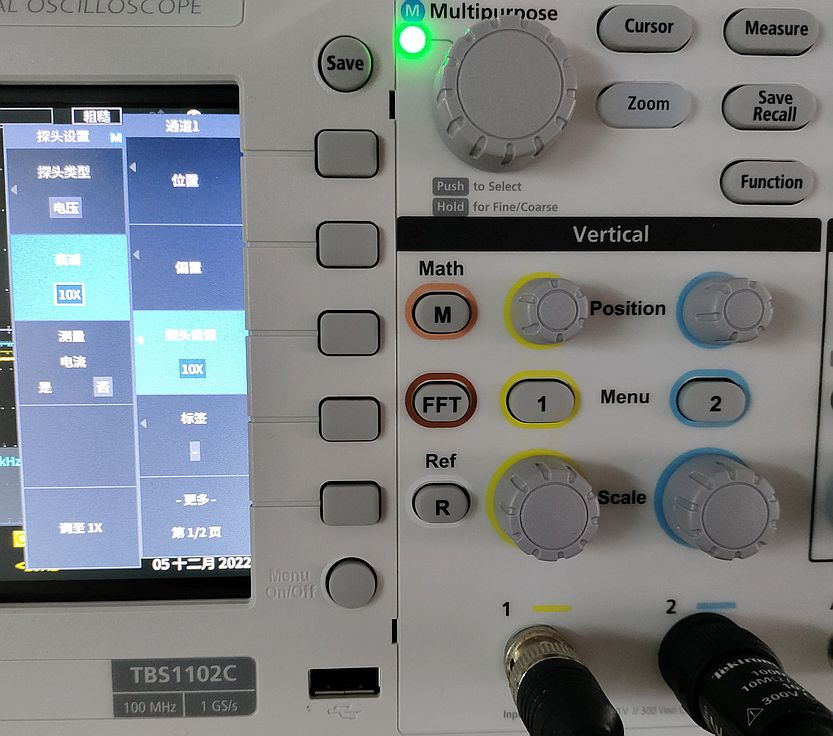 AL OSCILLOSCOPE
粗糙
探头设置 M
探头类型
电压
衰减
10X
测量
电流
是 否
调至 1X
通道1
位置
偏置
探头设置
10X
标签
-
- 更多 -
第 1/2 页
kHz
05 十二月 2022
Save
Menu
On/Off
TBS1102C
100 MHz
1 GS/s
M Multipurpose
Push to Select
Hold for Fine/Coarse
Cursor
Measure
Zoom
Save
Recall
Function
Vertical
Math
M
Position
FFT
1
Menu
2
Ref
R
Scale
1
2
Tektronix
300V